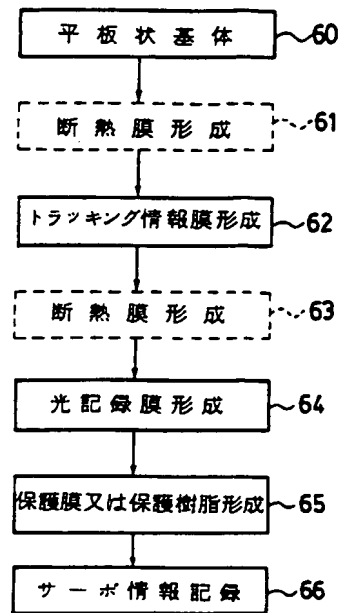 平板状基体 60
断熱膜形成 61
トラッキング情報膜形成 62
断熱膜形成 63
光記録膜形成 64
保護膜又は保護樹脂形成 65
サーボ情報記録 66